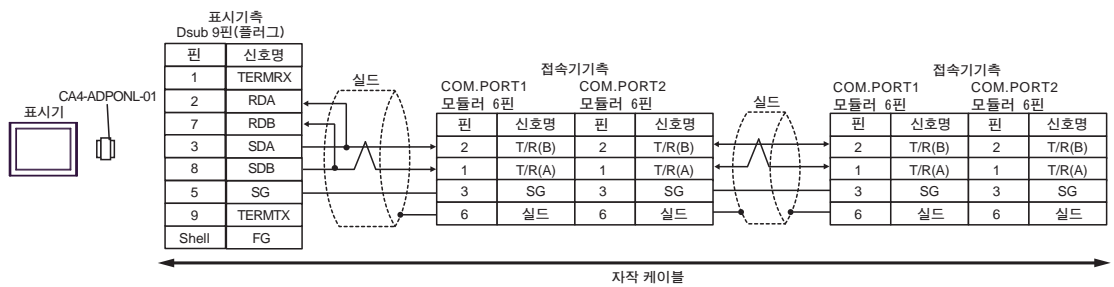 표시기
CA4-ADPONL-01
표시기측
Dsub 9핀(플러그)
핀 신호명
1 TERMRX
2 RDA
7 RDB
3 SDA
8 SDB
5 SG
9 TERMTX
Shell FG
실드
접속기기측
COM.PORT1 COM.PORT2
모듈러 6핀 모듈러 6핀
핀 신호명 핀 신호명
2 T/R(B) 2 T/R(B)
1 T/R(A) 1 T/R(A)
3 SG 3 SG
6 실드 6 실드
실드
접속기기측
COM.PORT1 COM.PORT2
모듈러 6핀 모듈러 6핀
핀 신호명 핀 신호명
2 T/R(B) 2 T/R(B)
1 T/R(A) 1 T/R(A)
3 SG 3 SG
6 실드 6 실드
자작 케이블